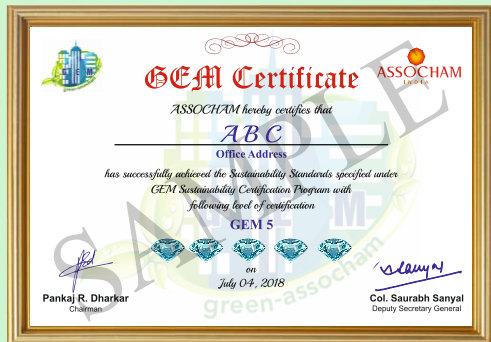 GEM
GEM Certificate
ASSOCHAM
INDIA
ASSOCHAM hereby certifies that
ABC
Office Address
has successfully achieved the Sustainability Standards specified under
GEM Sustainability Certification Program with
following level of certification
GEM 5
on
July 04, 2018
SAMPLE
green-assocham
Pankaj R. Dharkar
Chairman
Col. Saurabh Sanyal
Deputy Secretary General